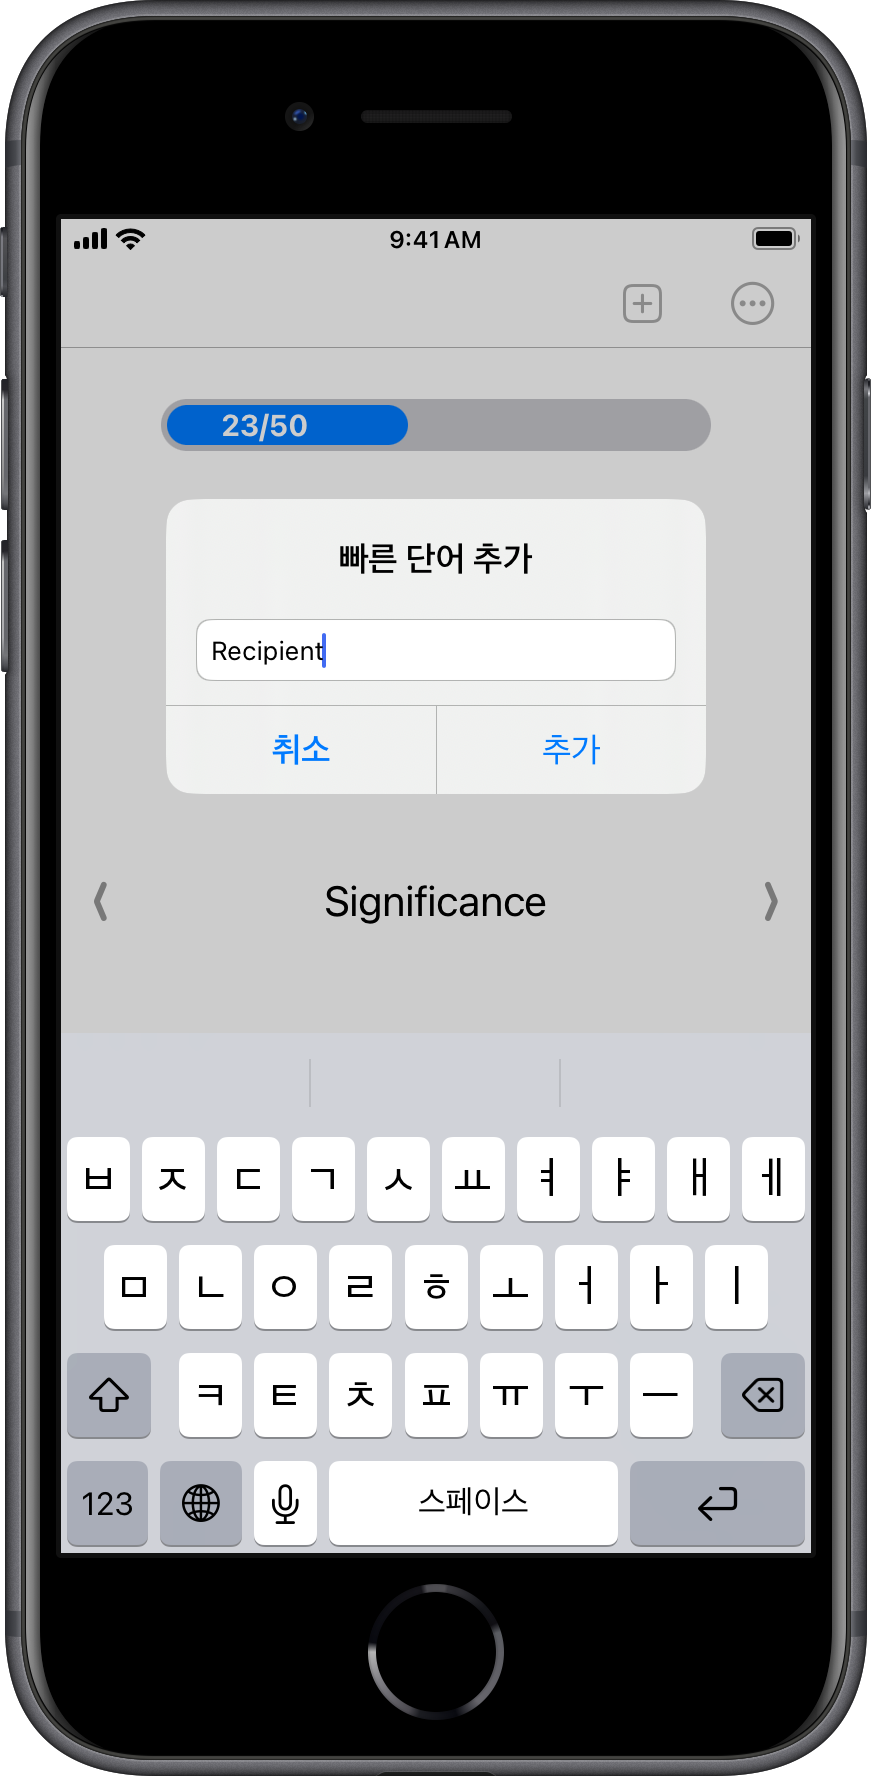 9:41 AM
23/50
빠른 단어 추가
Recipient
취소 추가
Significance
ㅂ ㅈ ㄷ ㄱ ㅅ ㅛ ㅕ ㅑ ㅐ ㅔ
ㅁ ㄴ ㅇ ㄹ ㅎ ㅗ ㅓ ㅏ ㅣ
ㅋ ㅌ ㅊ ㅍ ㅠ ㅜ ㅡ
123 스페이스